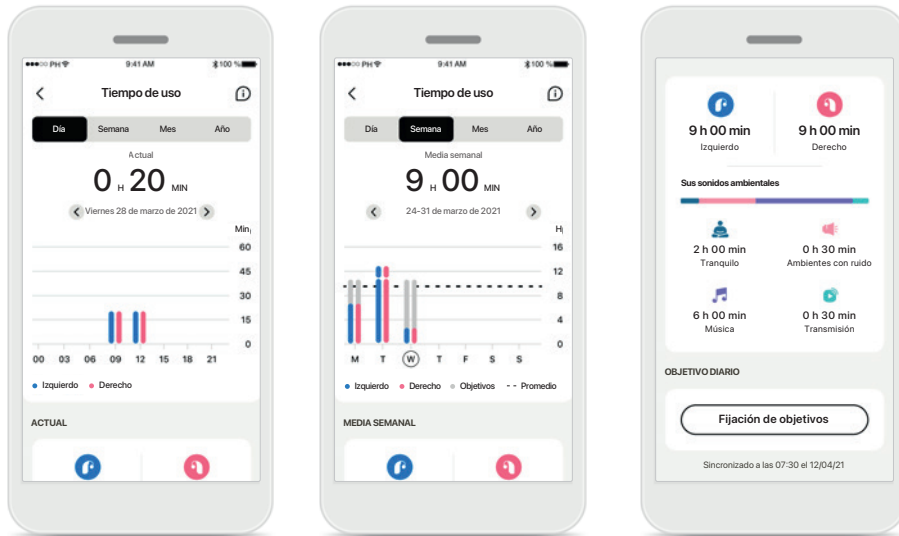 PH 9:41 AM 100 %
Tiempo de uso
Día Semana Mes Año
Actual
0 H 20 MIN
Viernes 28 de marzo de 2021
Min
60
45
30
15
0
00 03 06 09 12 15 18 21
Izquierdo Derecho
ACTUAL
PH 9:41 AM 100 %
Tiempo de uso
Día Semana Mes Año
Media semanal
9 H 00 MIN
24-31 de marzo de 2021
H
16
12
8
4
0
M T W T F S S
Izquierdo Derecho Objetivos - - Promedio
MEDIA SEMANAL
9 h 00 min 9 h 00 min
Izquierdo Derecho
Sus sonidos ambientales
2 h 00 min 0 h 30 min
Tranquilo Ambientes con ruido
6 h 00 min 0 h 30 min
Música Transmisión
OBJETIVO DIARIO
Fijación de objetivos
Sincronizado a las 07:30 el 12/04/21